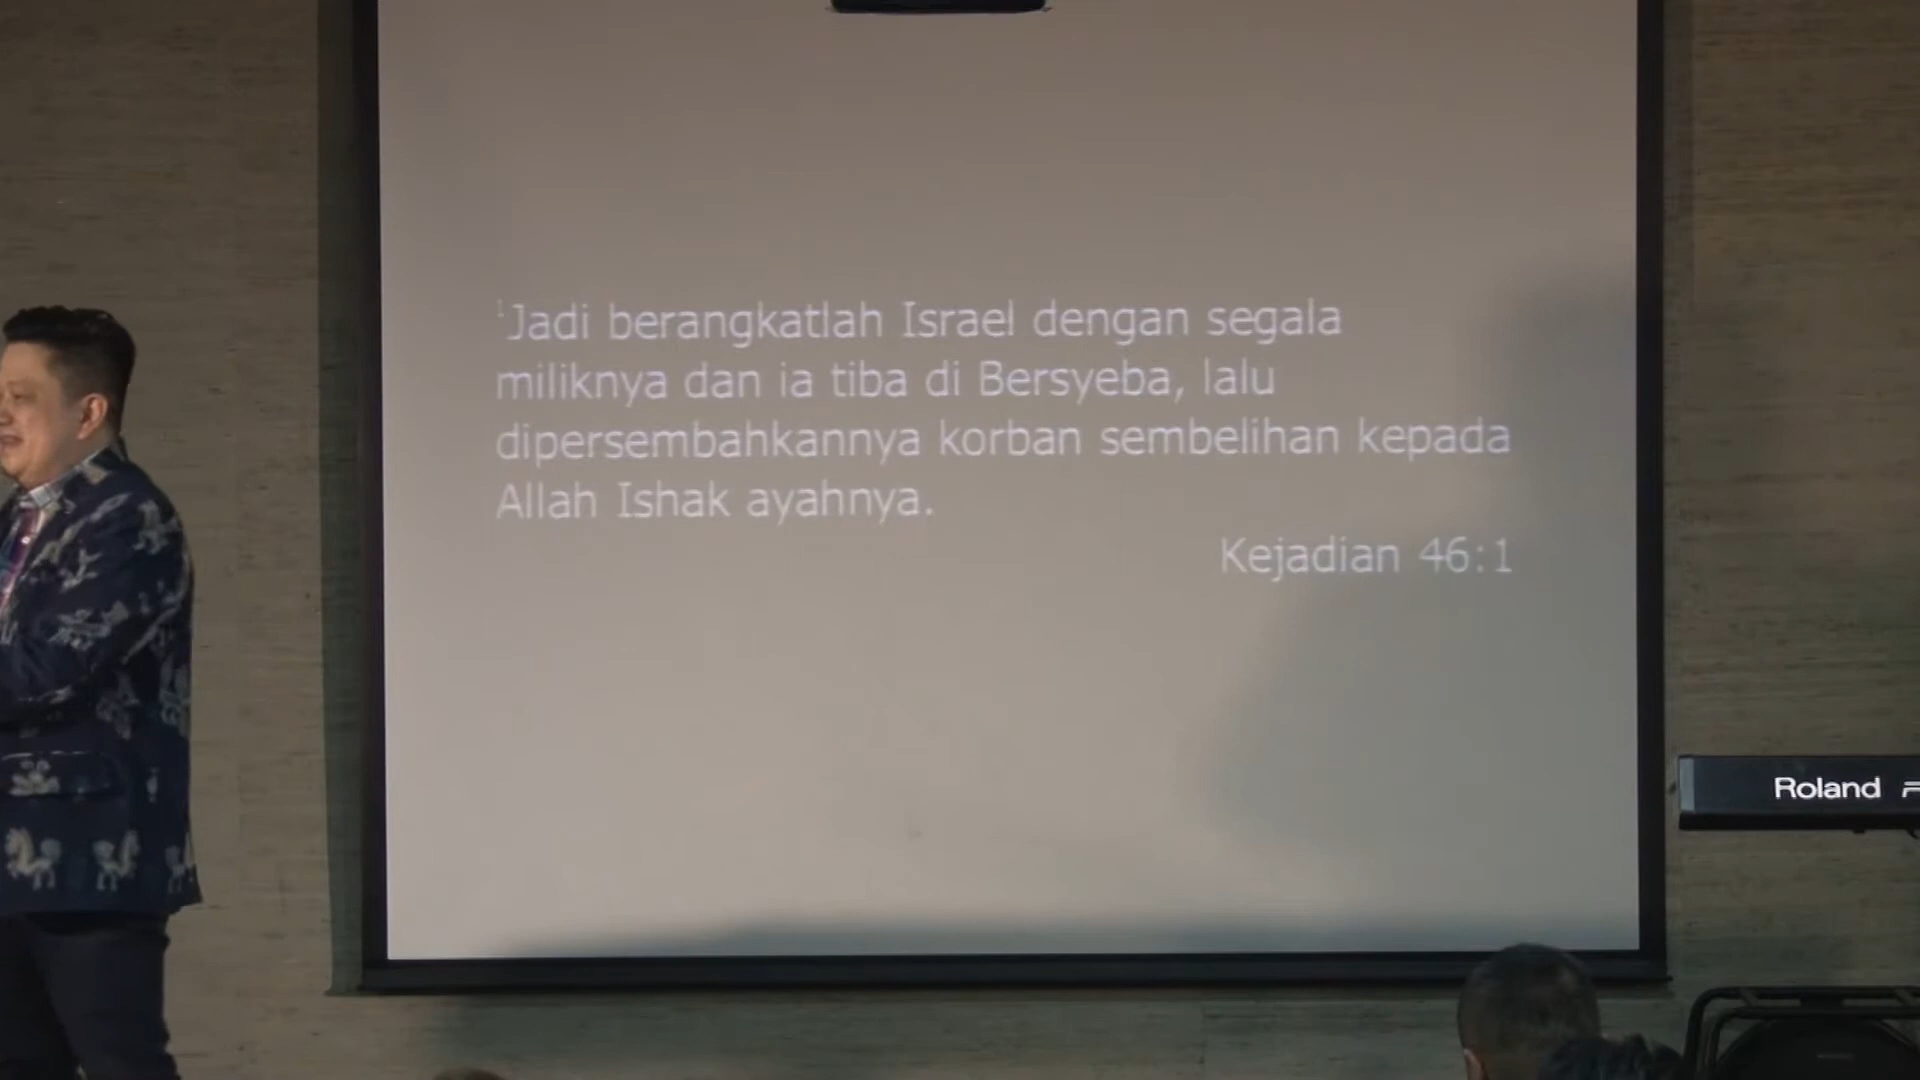 ¹Jadi berangkatlah Israel dengan segala
miliknya dan ia tiba di Bersyeba, lalu
dipersembahkannya korban sembelihan kepada
Allah Ishak ayahnya.
Kejadian 46:1
Roland